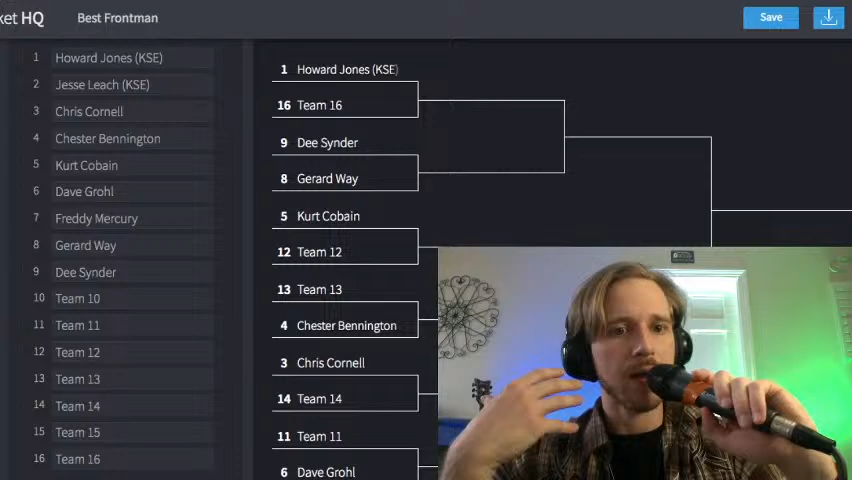 ket HQ
Best Frontman
Save
1 Howard Jones (KSE)
2 Jesse Leach (KSE)
3 Chris Cornell
4 Chester Bennington
5 Kurt Cobain
6 Dave Grohl
7 Freddy Mercury
8 Gerard Way
9 Dee Synder
10 Team 10
11 Team 11
12 Team 12
13 Team 13
14 Team 14
15 Team 15
16 Team 16
1 Howard Jones (KSE)
16 Team 16
9 Dee Synder
8 Gerard Way
5 Kurt Cobain
12 Team 12
13 Team 13
4 Chester Bennington
3 Chris Cornell
14 Team 14
11 Team 11
6 Dave Grohl